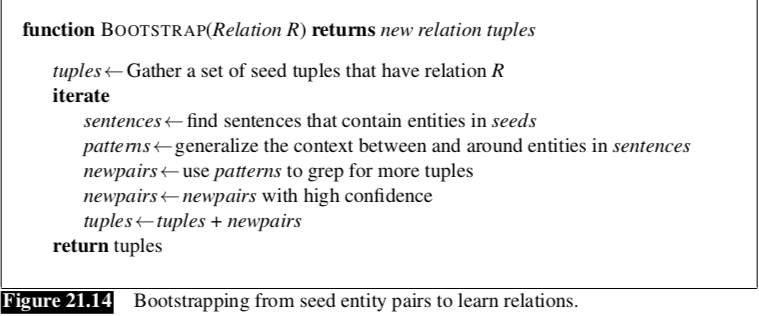 function BOOTSTRAP(Relation R) returns new relation tuples
tuples←Gather a set of seed tuples that have relation R
iterate
sentences←find sentences that contain entities in seeds
patterns←generalize the context between and around entities in sentences
newpairs←use patterns to grep for more tuples
newpairs←newpairs with high confidence
tuples←tuples + newpairs
return tuples
Figure 21.14 Bootstrapping from seed entity pairs to learn relations.